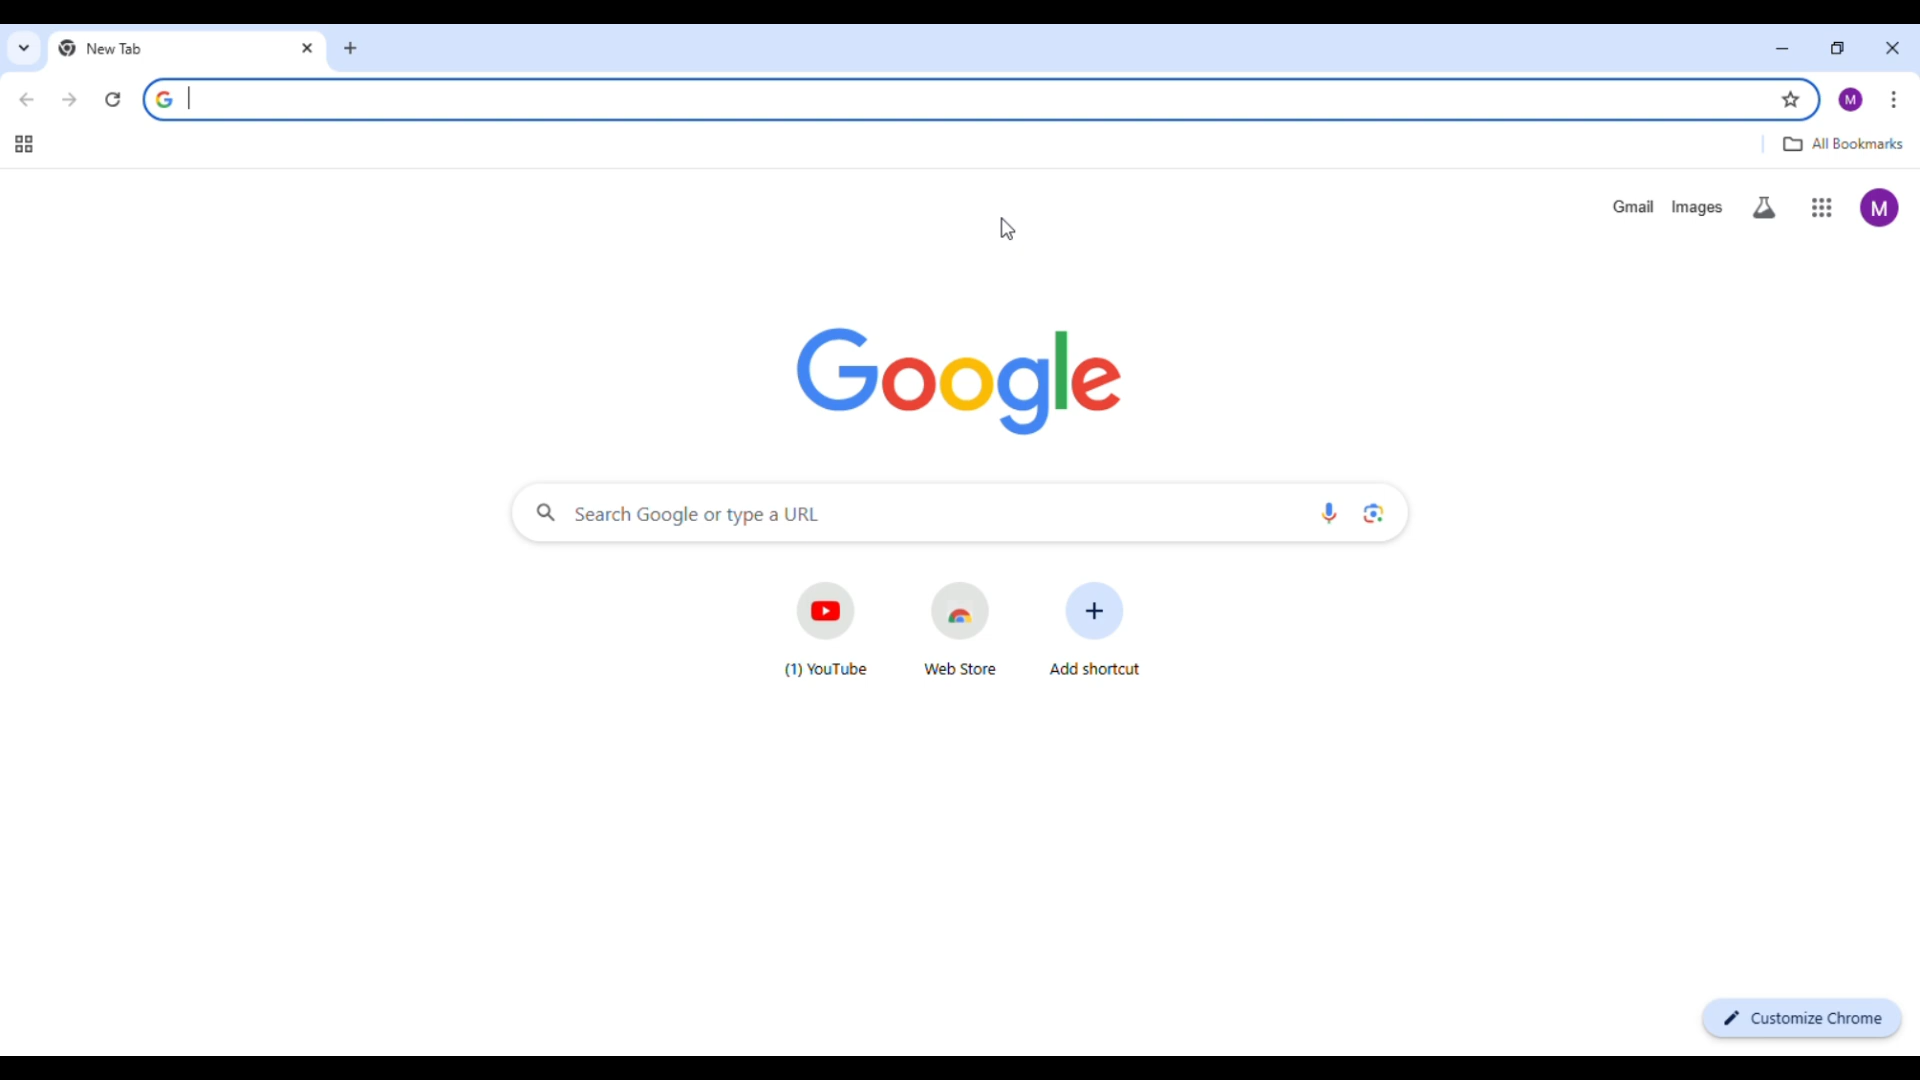 New Tab
M
All Bookmarks
Gmail Images
M
Google
Search Google or type a URL
(1) YouTube Web Store Add shortcut
Customize Chrome